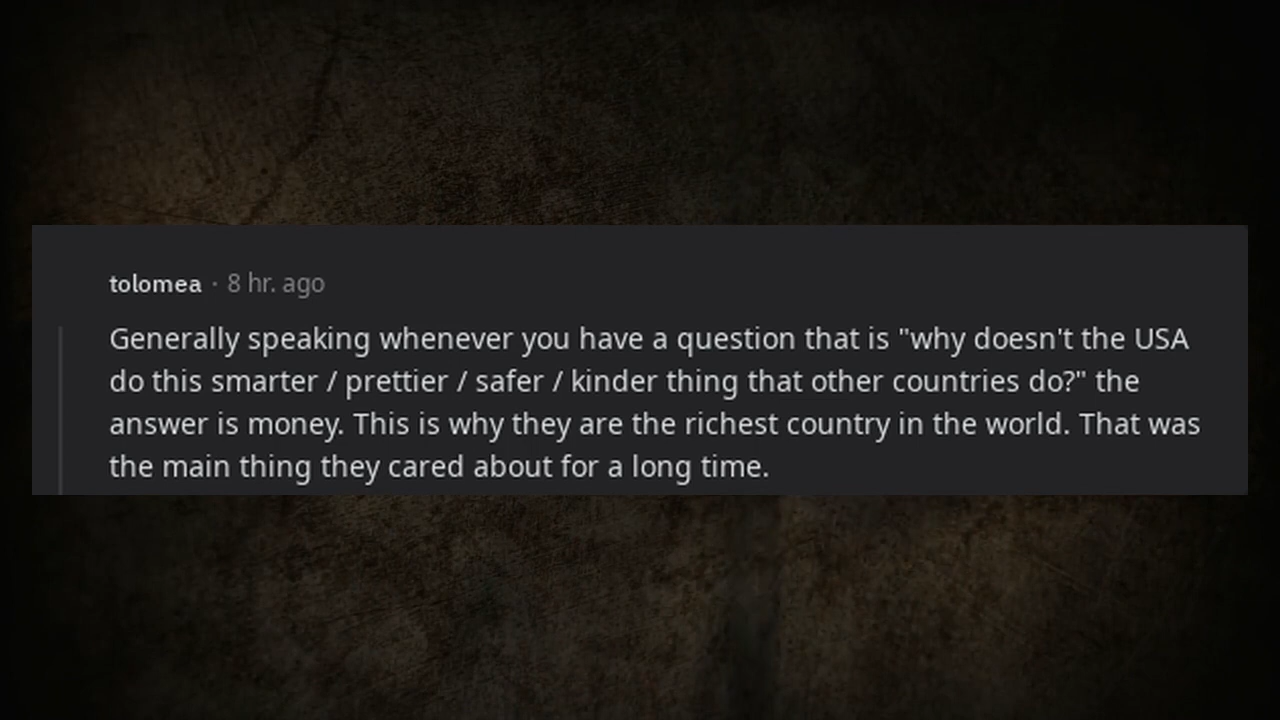 tolomea · 8 hr. ago
Generally speaking whenever you have a question that is "why doesn't the USA
do this smarter / prettier / safer / kinder thing that other countries do?" the
answer is money. This is why they are the richest country in the world. That was
the main thing they cared about for a long time.